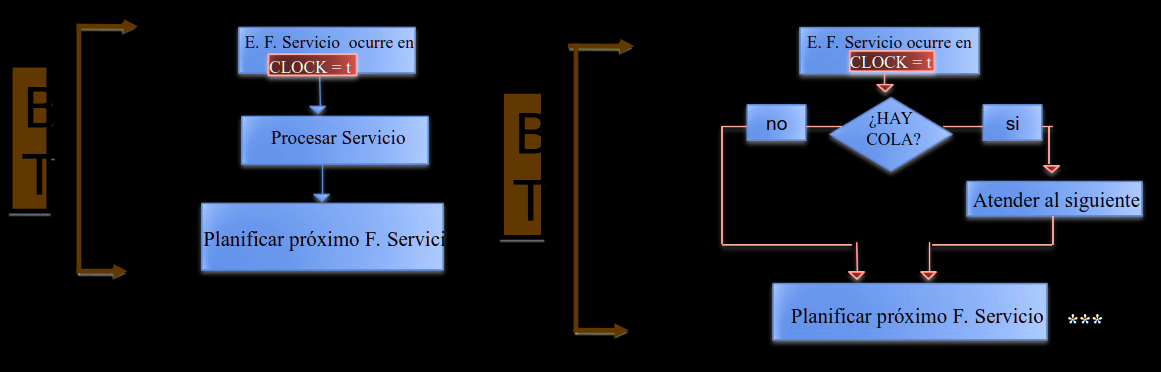 B
T
E. F. Servicio ocurre en
CLOCK = t
Procesar Servicio
Planificar próximo F. Servici
B
T
E. F. Servicio ocurre en
CLOCK = t
¿HAY
COLA?
no
si
Atender al siguiente
Planificar próximo F. Servicio
***